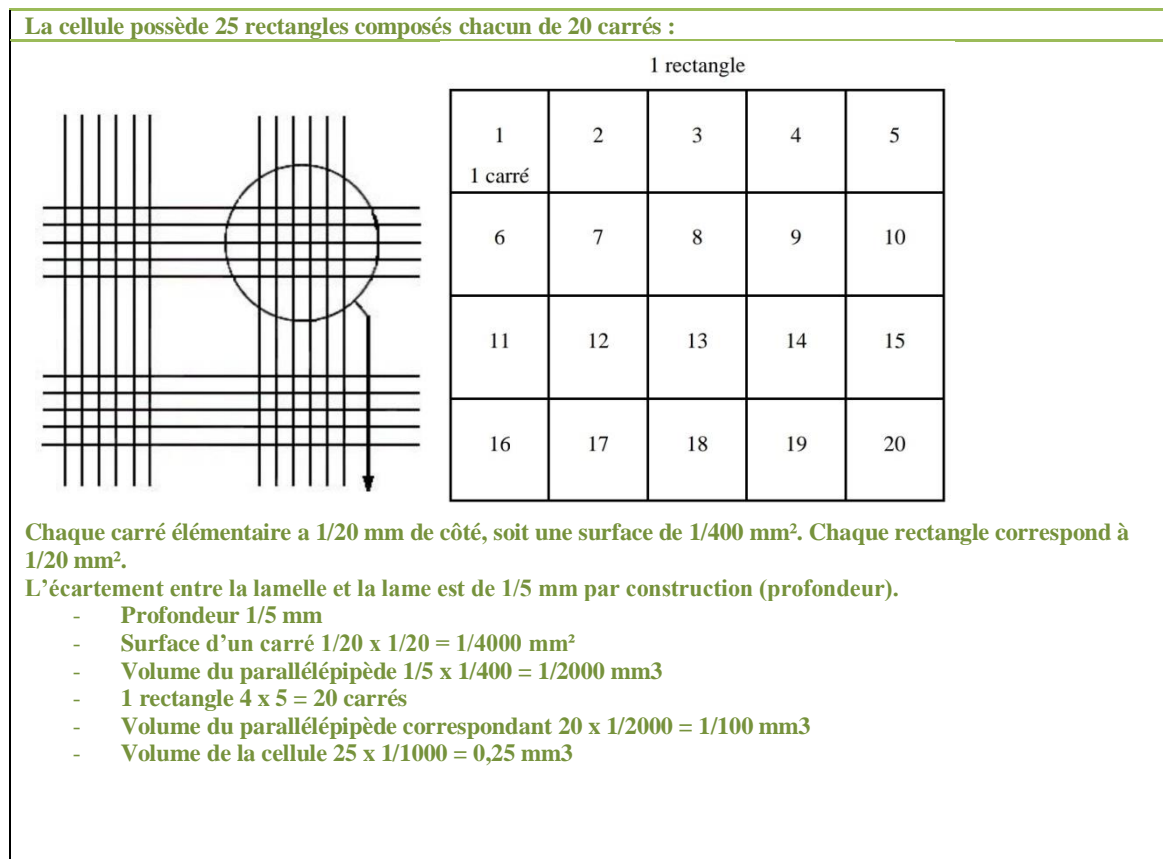 La cellule possède 25 rectangles composés chacun de 20 carrés :
1 rectangle
1 2 3 4 5
1 carré
6 7 8 9 10
11 12 13 14 15
16 17 18 19 20
Chaque carré élémentaire a 1/20 mm de côté, soit une surface de 1/400 mm². Chaque rectangle correspond à
1/20 mm².
L'écartement entre la lamelle et la lame est de 1/5 mm par construction (profondeur).
- Profondeur 1/5 mm
- Surface d'un carré 1/20 x 1/20 = 1/4000 mm²
- Volume du parallélépipède 1/5 x 1/400 = 1/2000 mm3
- 1 rectangle 4 x 5 = 20 carrés
- Volume du parallélépipède correspondant 20 x 1/2000 = 1/100 mm3
- Volume de la cellule 25 x 1/1000 = 0,25 mm3